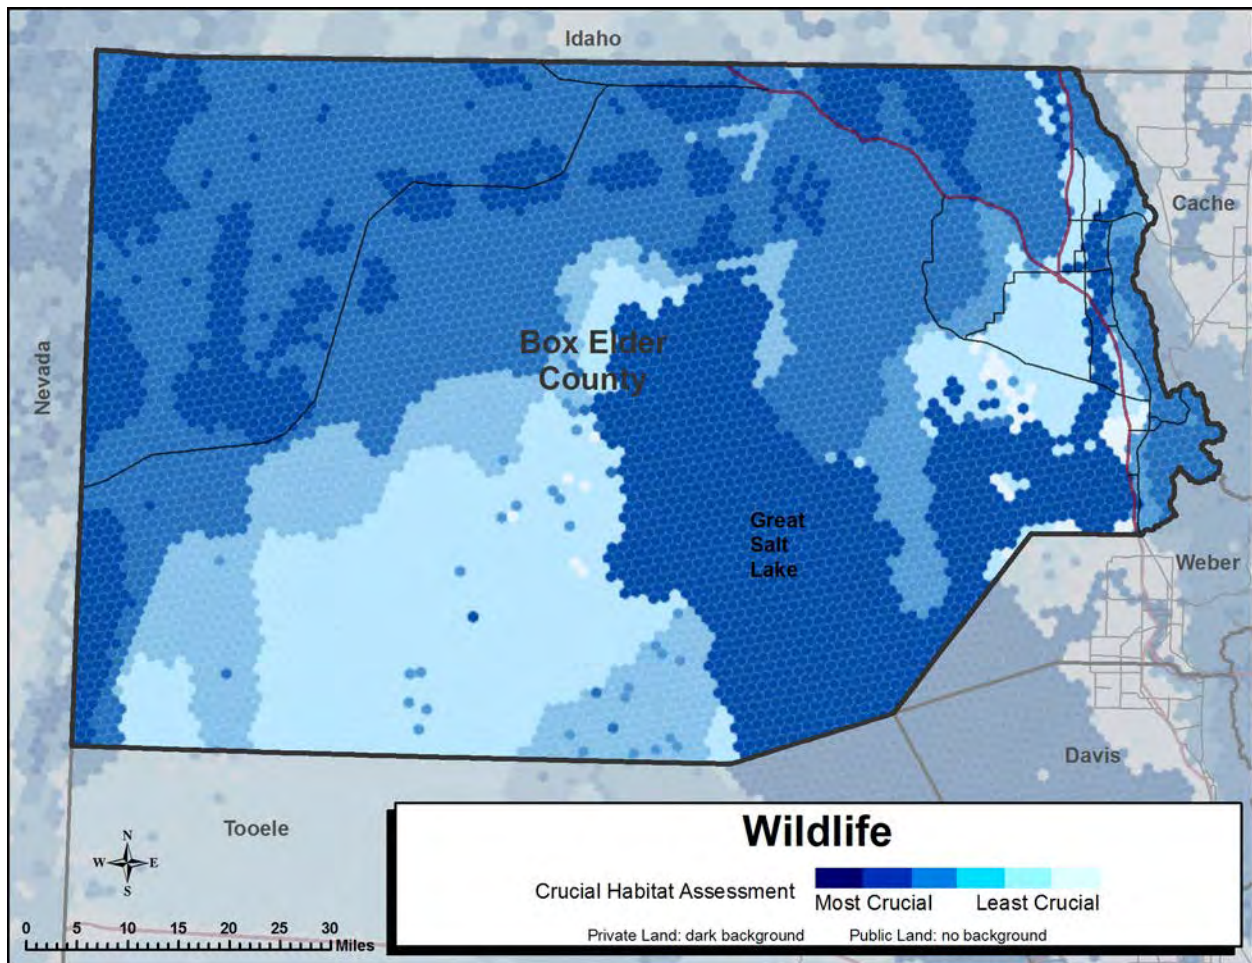 Idaho
Cache
Nevada
Box Elder
County
Great
Salt
Lake
Weber
Davis
Tooele
N
W
E
S
0 5 10 15 20 25 30
Miles
Wildlife
Crucial Habitat Assessment
Most Crucial Least Crucial
Private Land: dark background Public Land: no background